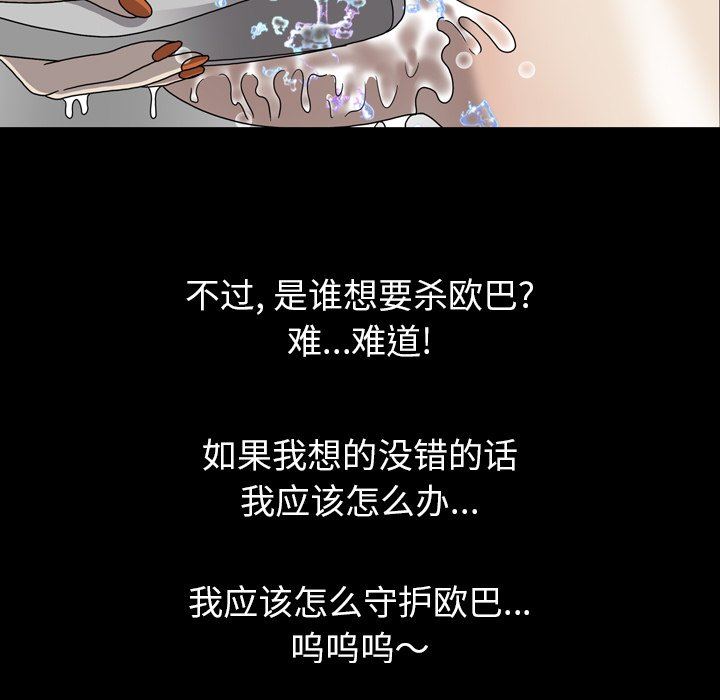 不过, 是谁想要杀欧巴?
难...难道!
如果我想的没错的话
我应该怎么办...
我应该怎么守护欧巴...
呜呜呜～